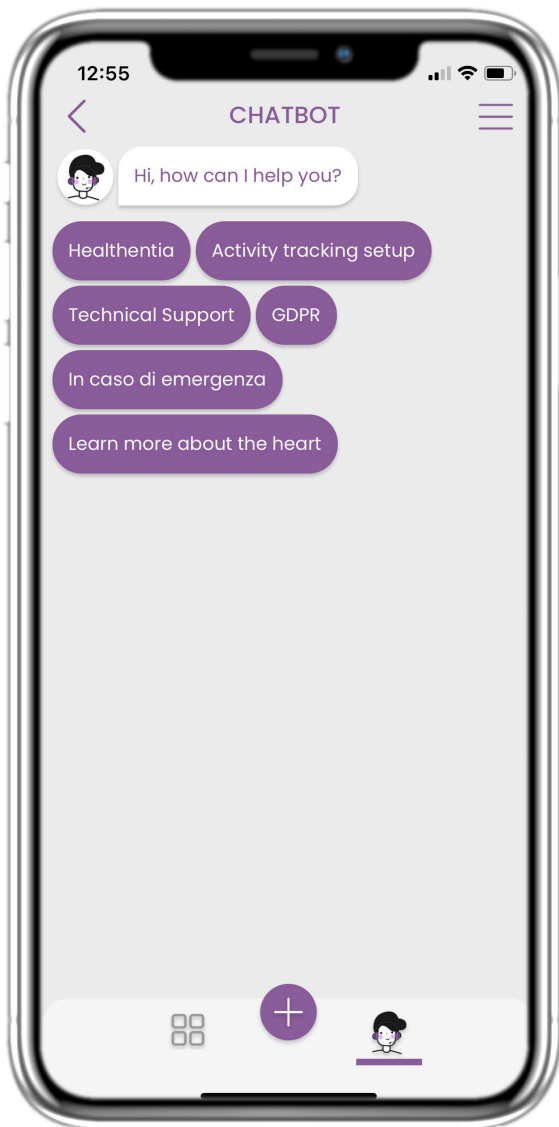 12:55
CHATBOT
Hi, how can I help you?
Healthentia
Activity tracking setup
Technical Support
GDPR
In caso di emergenza
Learn more about the heart